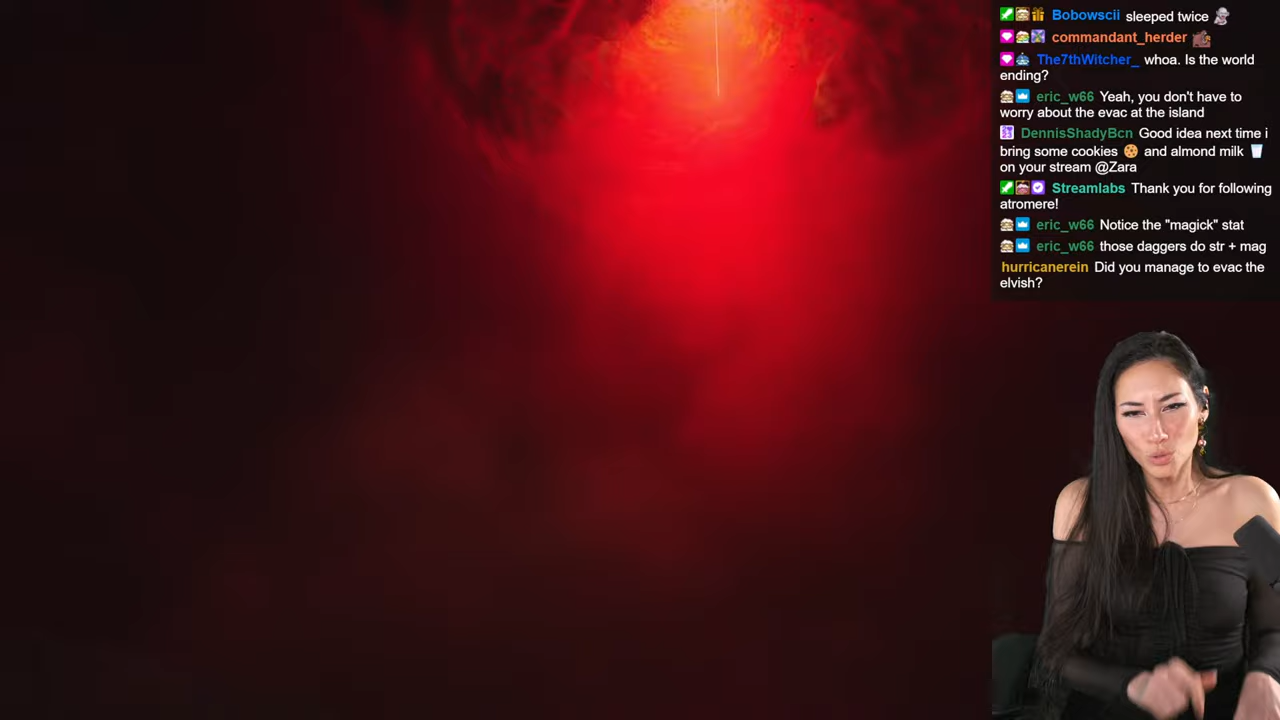 Bobowscii sleeped twice
commandant_herder
The7thWitcher_ whoa. Is the world
ending?
eric_w66 Yeah, you don't have to
worry about the evac at the island
DennisShadyBcn Good idea next time i
bring some cookies 🍪 and almond milk 🥛
on your stream @Zara
Streamlabs Thank you for following
atromere!
eric_w66 Notice the "magick" stat
eric_w66 those daggers do str + mag
hurricanerein Did you manage to evac the
elvish?